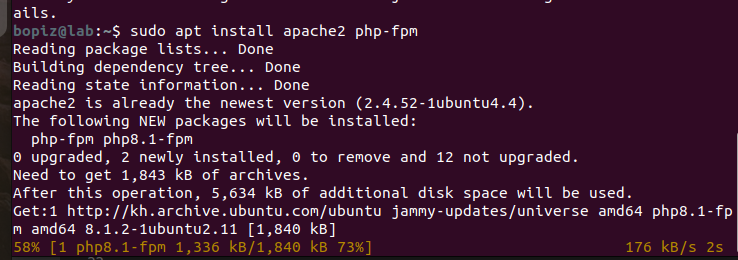 ails.
bopiz@lab:~$ sudo apt install apache2 php-fpm
Reading package lists... Done
Building dependency tree... Done
Reading state information... Done
apache2 is already the newest version (2.4.52-1ubuntu4.4).
The following NEW packages will be installed:
  php-fpm php8.1-fpm
0 upgraded, 2 newly installed, 0 to remove and 12 not upgraded.
Need to get 1,843 kB of archives.
After this operation, 5,634 kB of additional disk space will be used.
Get:1 http://kh.archive.ubuntu.com/ubuntu jammy-updates/universe amd64 php8.1-fp
m amd64 8.1.2-1ubuntu2.11 [1,840 kB]
58% [1 php8.1-fpm 1,336 kB/1,840 kB 73%] 176 kB/s 2s